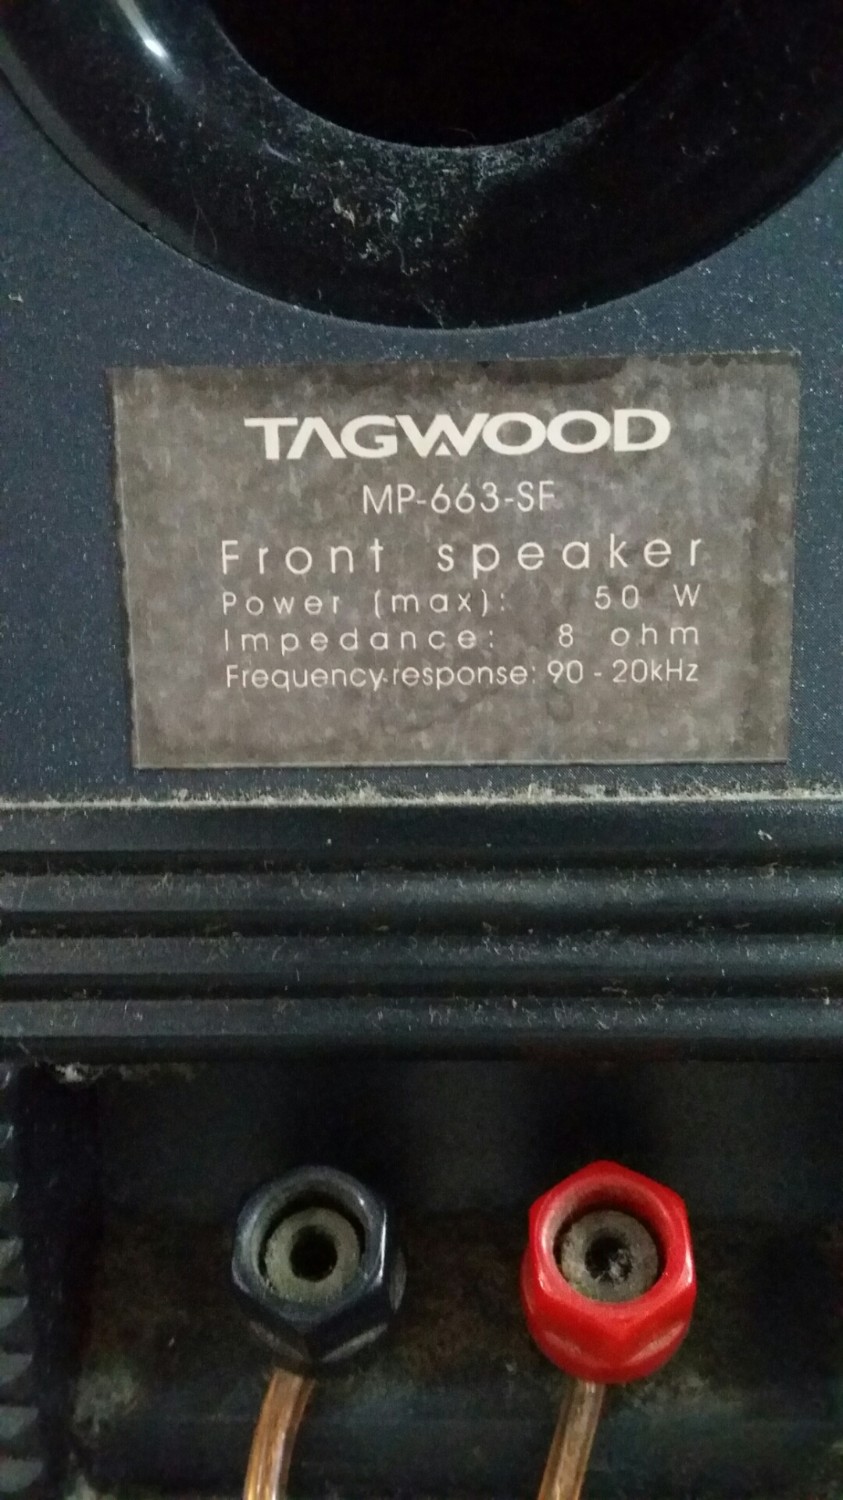 TAGWOOD
MP-663-SF
Front speaker
Power (max): 50 W
Impedance: 8 ohm
Frequency response: 90 - 20kHz